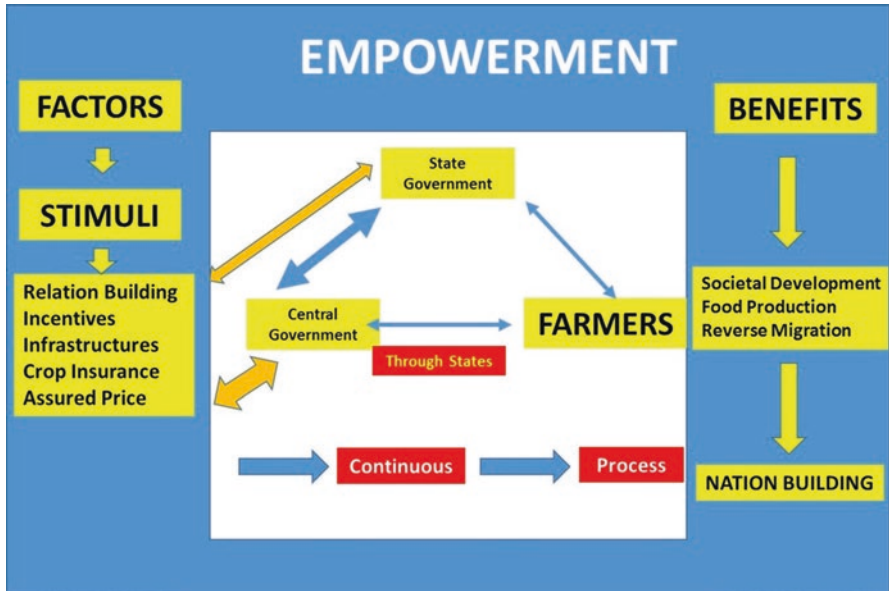 EMPOWERMENT
FACTORS
STIMULI
Relation Building
Incentives
Infrastructures
Crop Insurance
Assured Price
State
Government
Central
Government
FARMERS
Through States
Continuous
Process
BENEFITS
Societal Development
Food Production
Reverse Migration
NATION BUILDING